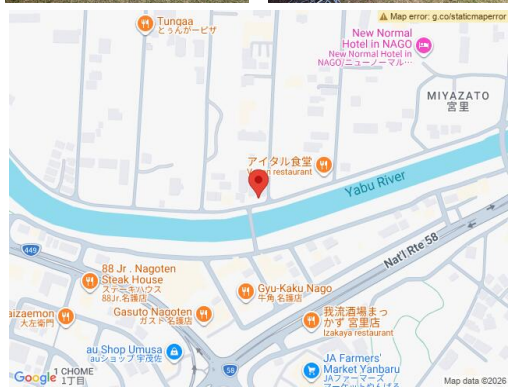 Map error: g.co/staticmaperror
Tunqaa
とぅんがーピザ
New Normal
Hotel in NAGO
New Normal Hotel in
NAGO/ニューノーマル…
MIYAZATO
宮里
アイタル食堂
restaurant
Yabu River
449
Nat'l Rte 58
88 Jr. Nagoten
Steak House
ステーキハウス
88Jr.名護店
Gyu-Kaku Nago
牛角 名護店
aizaemon
大左衛門
Gasuto Nagoten
ガスト 名護店
我流酒場まっ
かず 宮里店
Izakaya restaurant
au Shop Umusa
auショップ 宇茂佐
58
JA Farmers'
Market Yanbaru
JAファーマーズ
Google
1 CHOME
1丁目
Map data ©2026